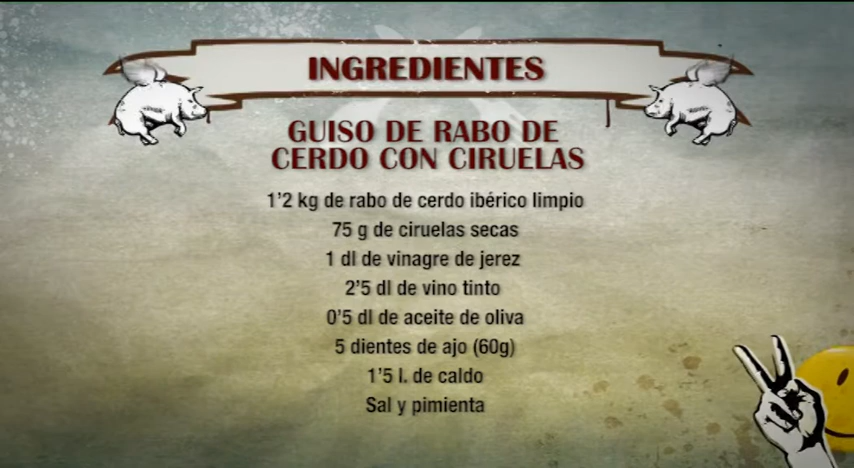 INGREDIENTES
GUISO DE RABO DE
CERDO CON CIRUELAS
1'2 kg de rabo de cerdo ibérico limpio
75 g de ciruelas secas
1 dl de vinagre de jerez
2'5 dl de vino tinto
0'5 dl de aceite de oliva
5 dientes de ajo (60g)
1'5 l. de caldo
Sal y pimienta